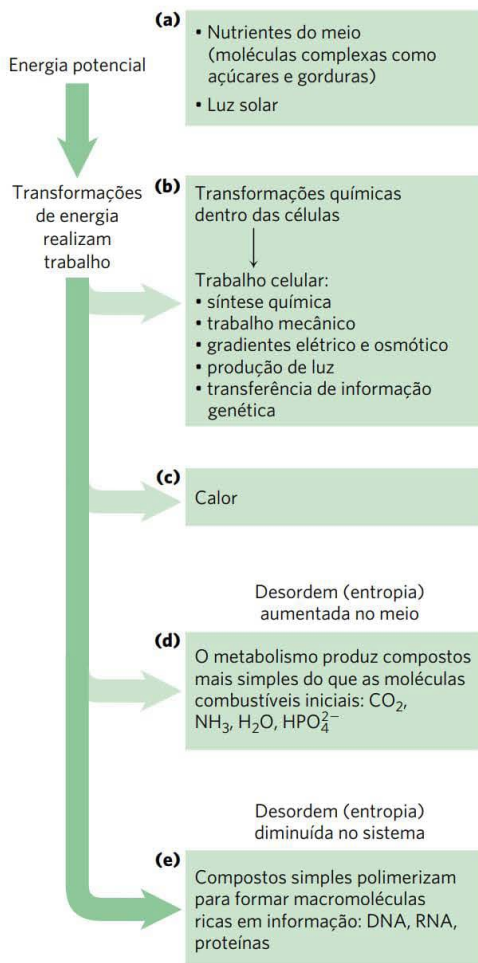 (a)
• Nutrientes do meio
(moléculas complexas como
açúcares e gorduras)
• Luz solar
Energia potencial
Transformações
de energia
realizam
trabalho
(b)
Transformações químicas
dentro das células
Trabalho celular:
• síntese química
• trabalho mecânico
• gradientes elétrico e osmótico
• produção de luz
• transferência de informação
genética
(c)
Calor
Desordem (entropia)
aumentada no meio
(d)
O metabolismo produz compostos
mais simples do que as moléculas
combustíveis iniciais: CO₂,
NH₃, H₂O, HPO₄²⁻
Desordem (entropia)
diminuída no sistema
(e)
Compostos simples polimerizam
para formar macromoléculas
ricas em informação: DNA, RNA,
proteínas